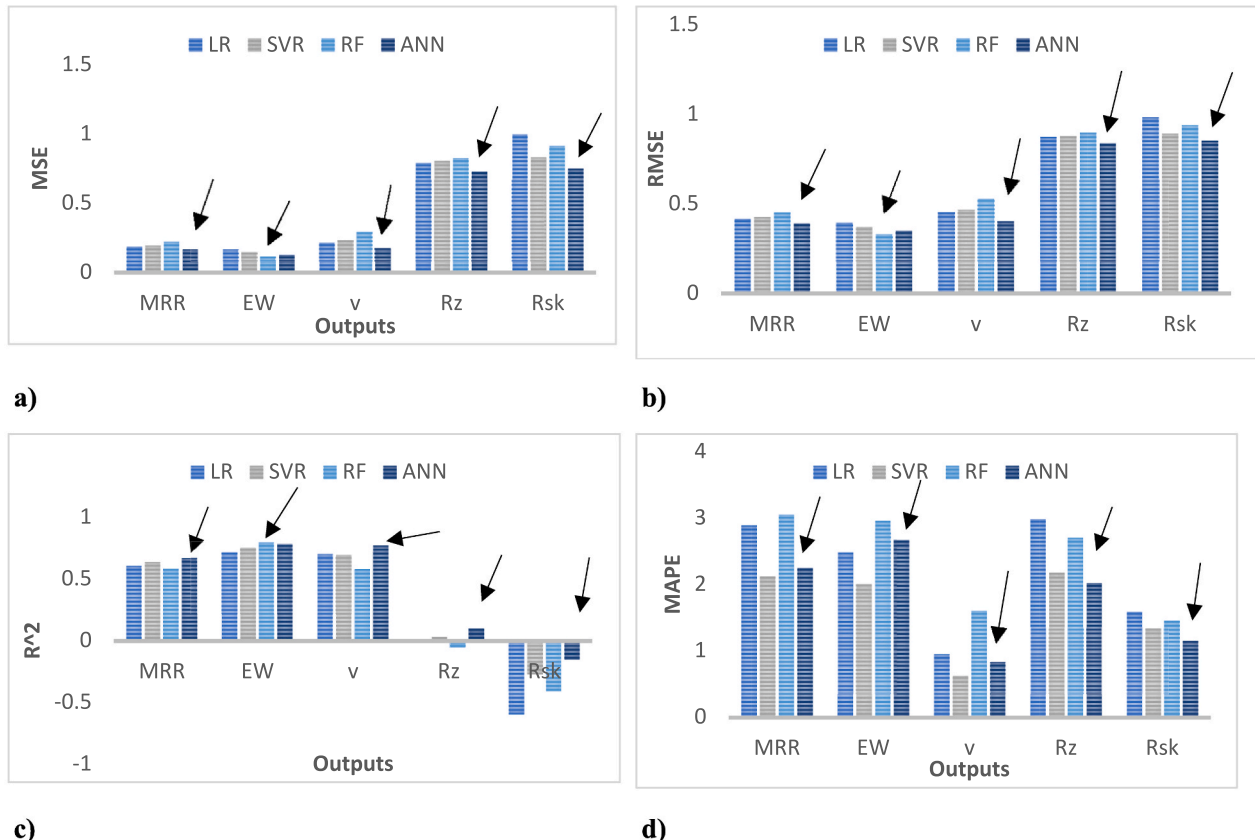 LR SVR RF ANN
1.5
1
0.5
0
MSE
MRR EW v Rz Rsk
Outputs
a)
1.5
LR SVR RF ANN
1
0.5
0
RMSE
MRR EW v Rz Rsk
b)
LR SVR RF ANN
1
0.5
0
-0.5
-1
R^2
MRR EW v Rz Rsk
Outputs
c)
4
LR SVR RF ANN
3
2
1
0
MAPE
MRR EW v Rz Rsk
Outputs
d)